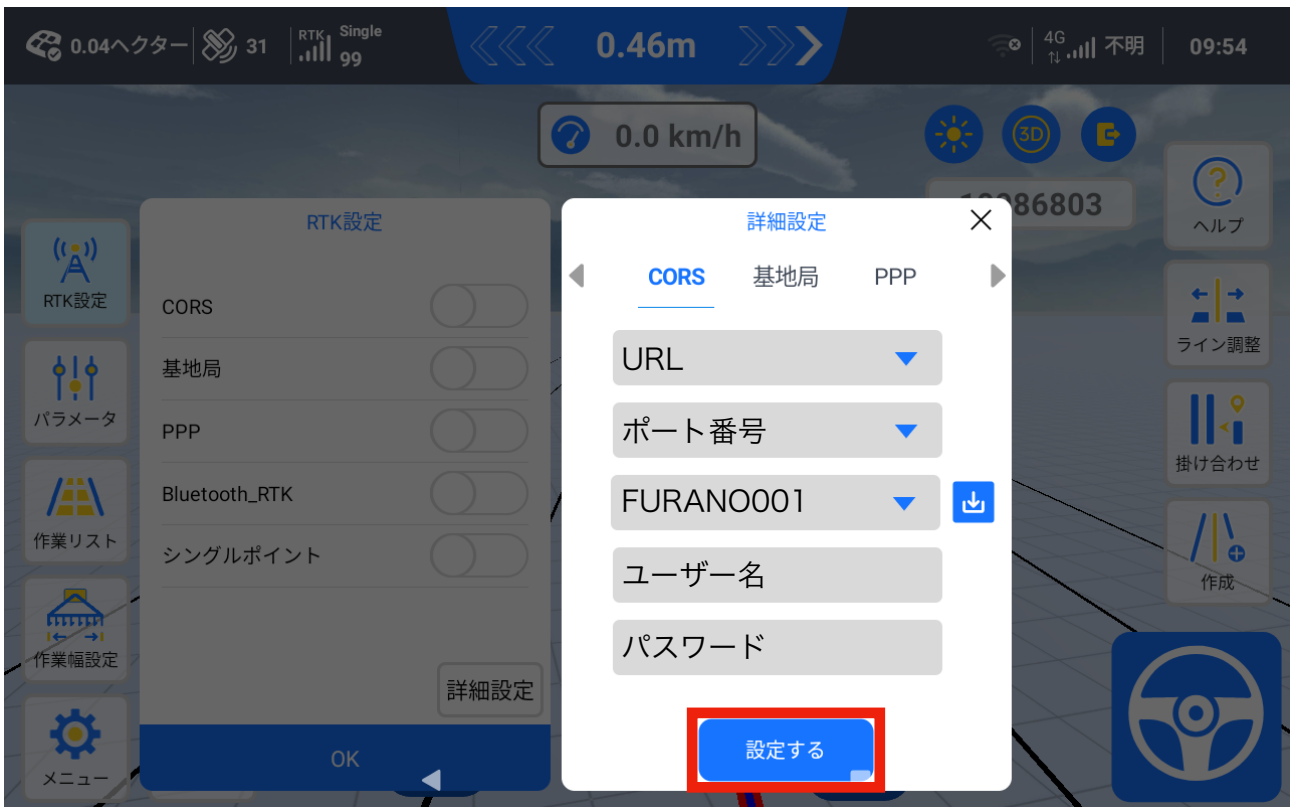 0.04ヘクター
31
RTK Single
99
0.46m
4G
不明
09:54
0.0 km/h
3D
86803
RTK設定
パラメータ
作業リスト
作業幅設定
メニュー
RTK設定
CORS
基地局
PPP
Bluetooth_RTK
シングルポイント
詳細設定
OK
詳細設定
CORS 基地局 PPP
URL
ポート番号
FURANO001
ユーザー名
パスワード
設定する
ヘルプ
ライン調整
掛け合わせ
作成